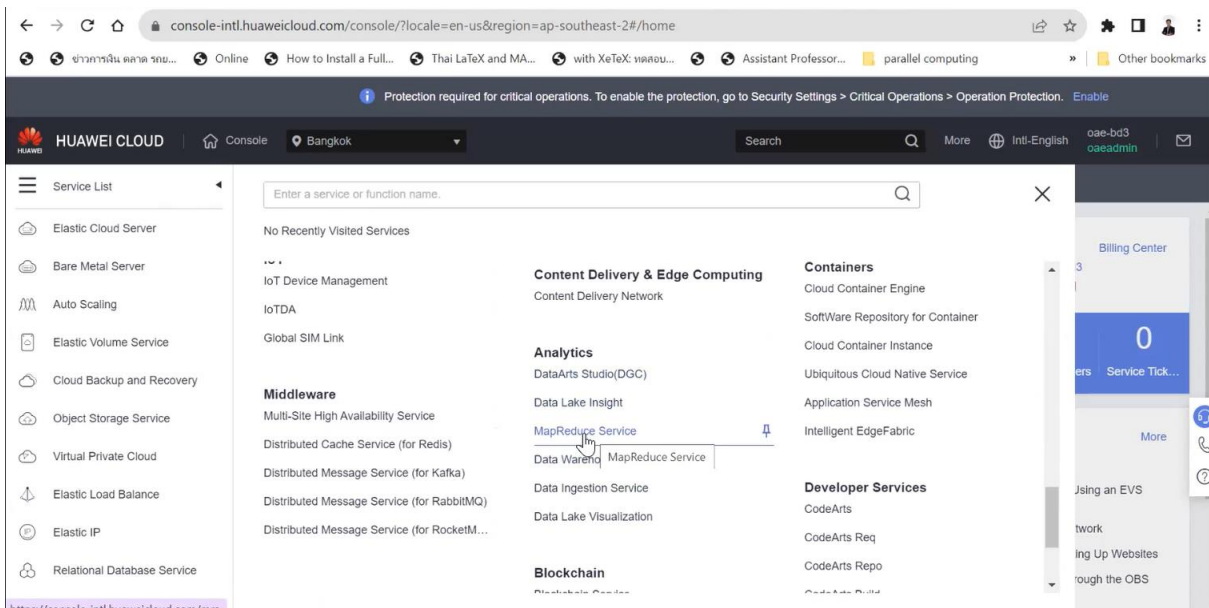 console-intl.huaweicloud.com/console/?locale=en-us&region=ap-southeast-2#/home
ข่าวการเงิน ตลาด รถย... Online How to Install a Full... Thai LaTeX and MA... with XeTeX: ทดสอบ... Assistant Professor... parallel computing » Other bookmarks
Protection required for critical operations. To enable the protection, go to Security Settings > Critical Operations > Operation Protection. Enable
HUAWEI
HUAWEI CLOUD Console Bangkok Search More Intl-English oae-bd3
oaeadmin
Service List
Elastic Cloud Server
Bare Metal Server
Auto Scaling
Elastic Volume Service
Cloud Backup and Recovery
Object Storage Service
Virtual Private Cloud
Elastic Load Balance
Elastic IP
Relational Database Service
Enter a service or function name.
No Recently Visited Services
IoT Device Management
IoTDA
Global SIM Link
Middleware
Multi-Site High Availability Service
Distributed Cache Service (for Redis)
Distributed Message Service (for Kafka)
Distributed Message Service (for RabbitMQ)
Distributed Message Service (for RocketM...
Content Delivery & Edge Computing
Content Delivery Network
Analytics
DataArts Studio(DGC)
Data Lake Insight
MapReduce Service
Data Wareho
MapReduce Service
Data Ingestion Service
Data Lake Visualization
Blockchain
Containers
Cloud Container Engine
SoftWare Repository for Container
Cloud Container Instance
Ubiquitous Cloud Native Service
Application Service Mesh
Intelligent EdgeFabric
Developer Services
CodeArts
CodeArts Req
CodeArts Repo
Billing Center
3
0
ers Service Tick...
More
Using an EVS
twork
ing Up Websites
rough the OBS